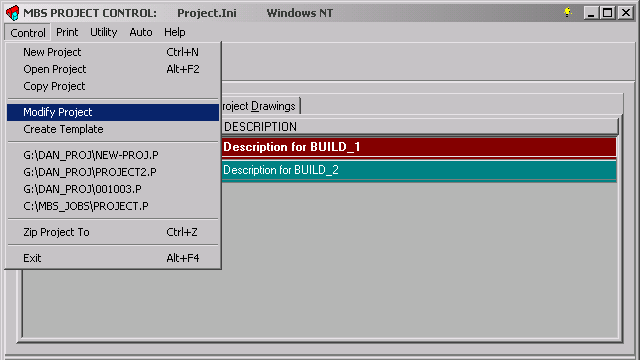 MBS PROJECT CONTROL: Project.Ini Windows NT
Control Print Utility Auto Help
New Project Ctrl+N
Open Project Alt+F2
Copy Project
Modify Project
Create Template
G:\DAN_PROJ\NEW-PROJ.P
G:\DAN_PROJ\PROJECT2.P
G:\DAN_PROJ\001003.P
C:\MBS_JOBS\PROJECT.P
Zip Project To Ctrl+Z
Exit Alt+F4
roject Drawings
DESCRIPTION
Description for BUILD_1
Description for BUILD_2